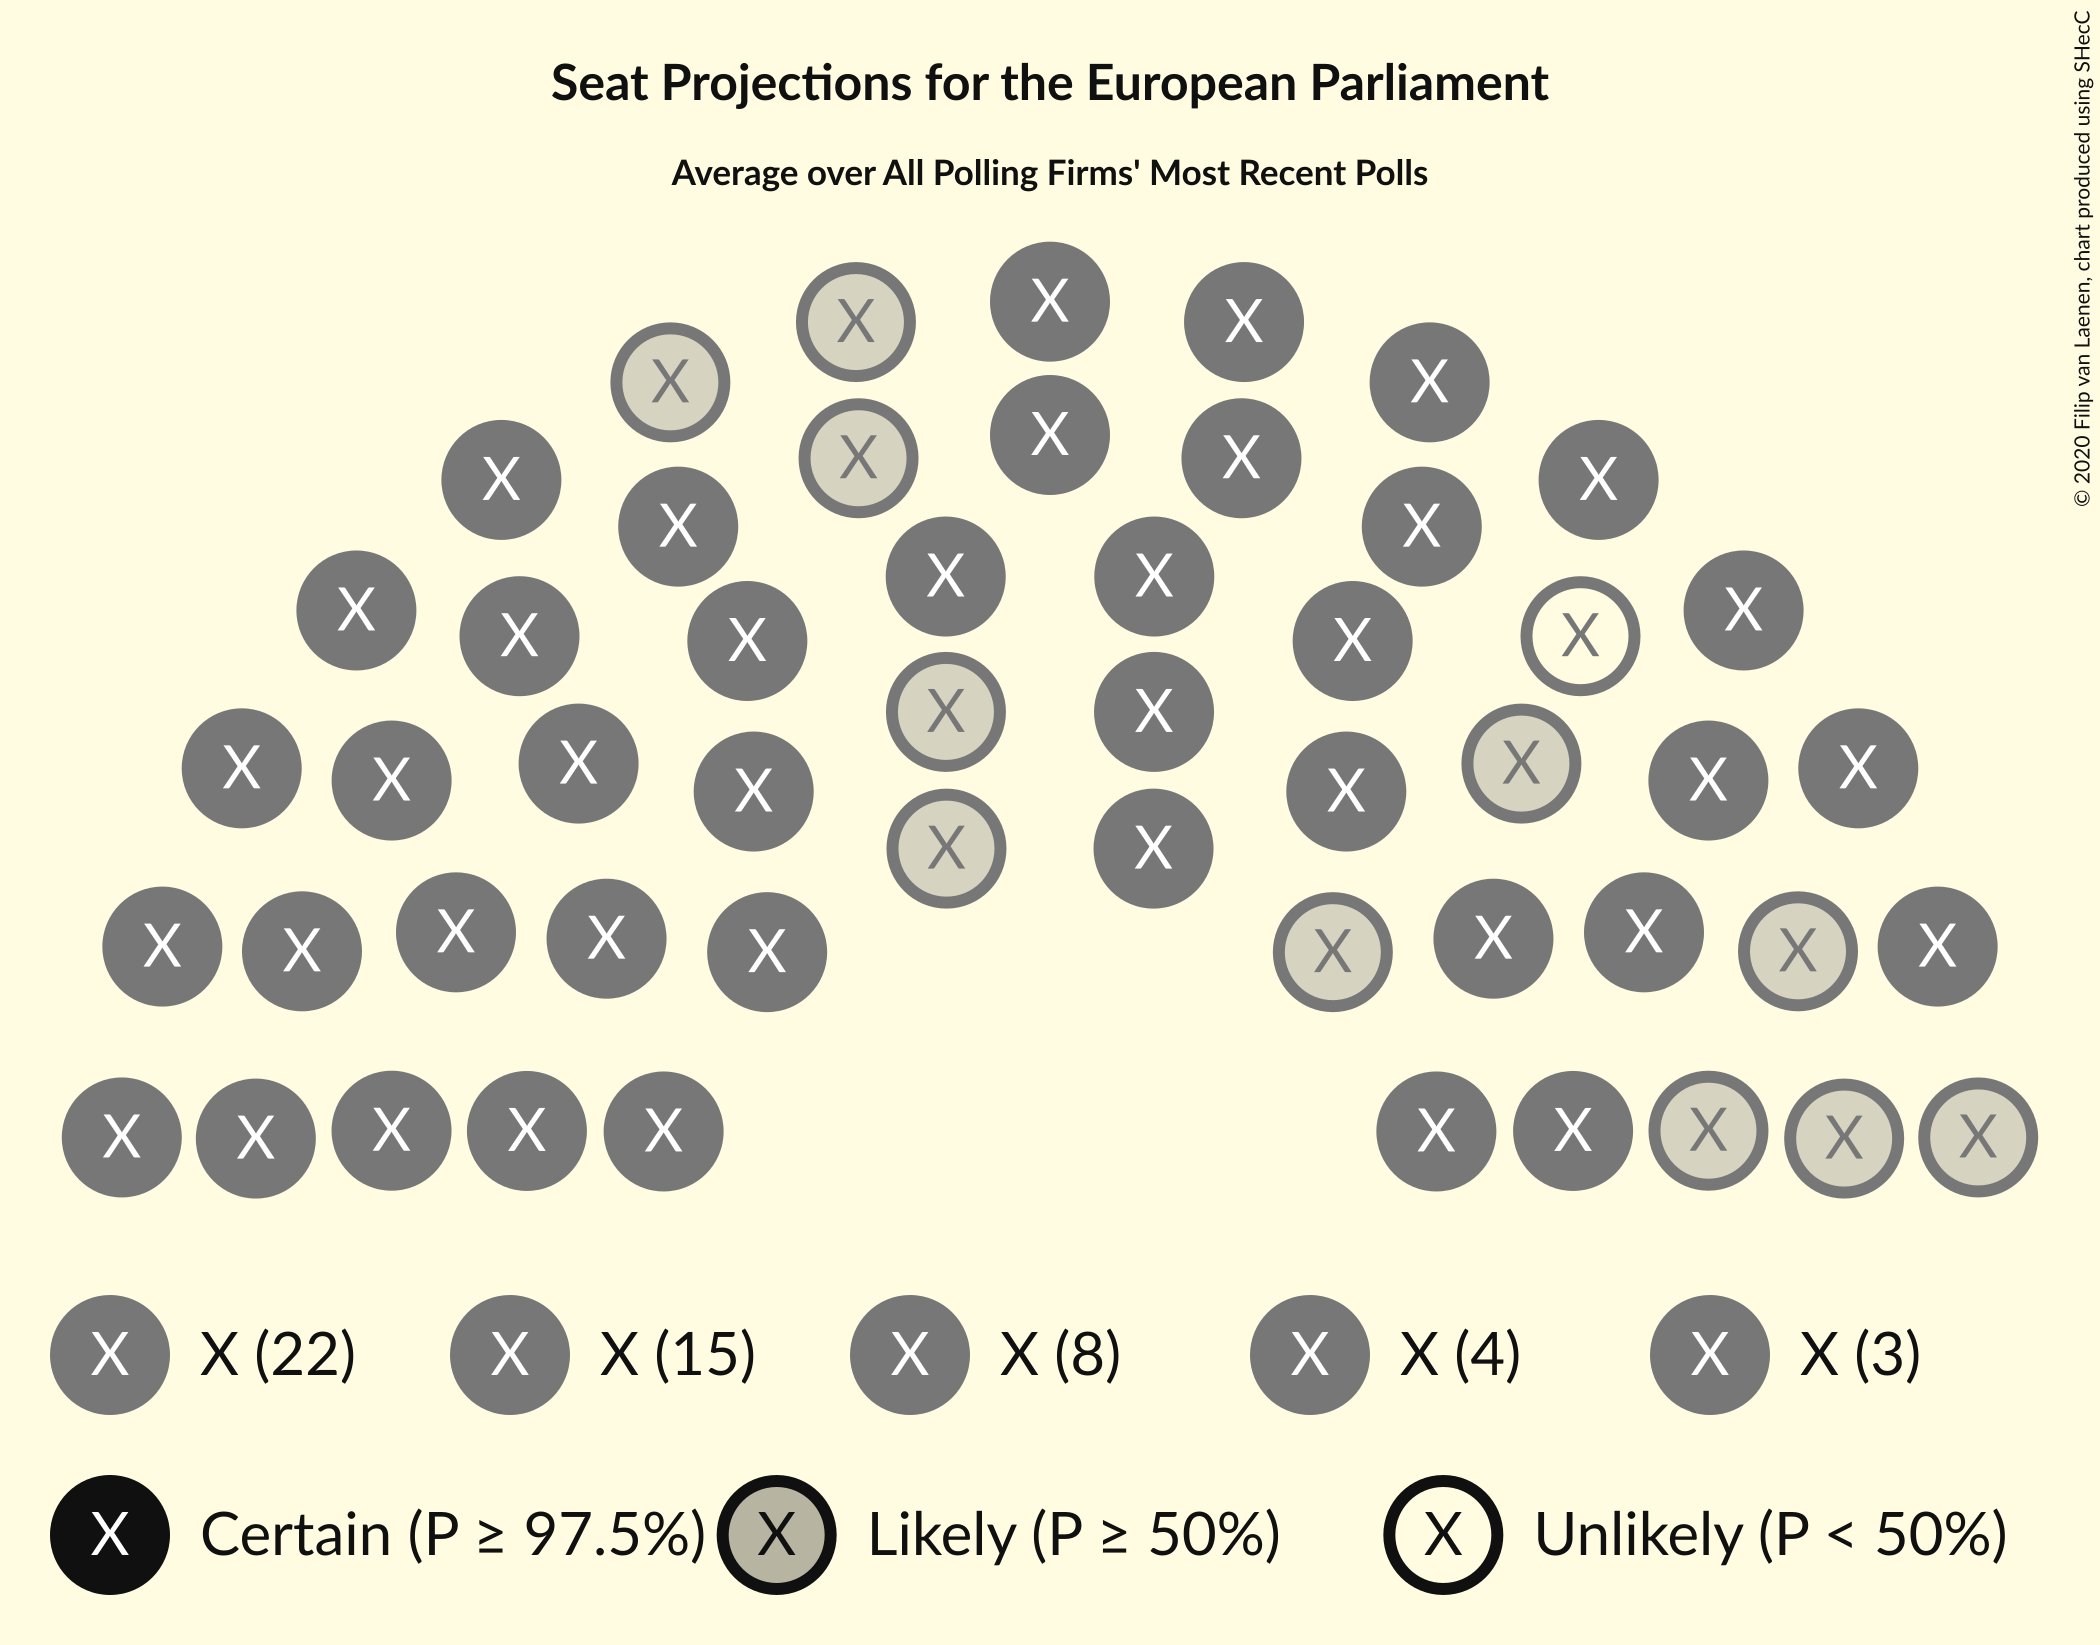 Seat Projections for the European Parliament
Average over All Polling Firms' Most Recent Polls
X
X X
X X
X
X X
X X
X X
X X
X X
X X
X X
X X
X X
X X
X X
X X
X X
X X X X X X X X X X
X X X X X X X X X X
X X (22) X X (15) X X (8) X X (4) X X (3)
X Certain (P ≥ 97.5%) X Likely (P ≥ 50%) X Unlikely (P < 50%)
© 2020 Filip van Laenen, chart produced using SHecC